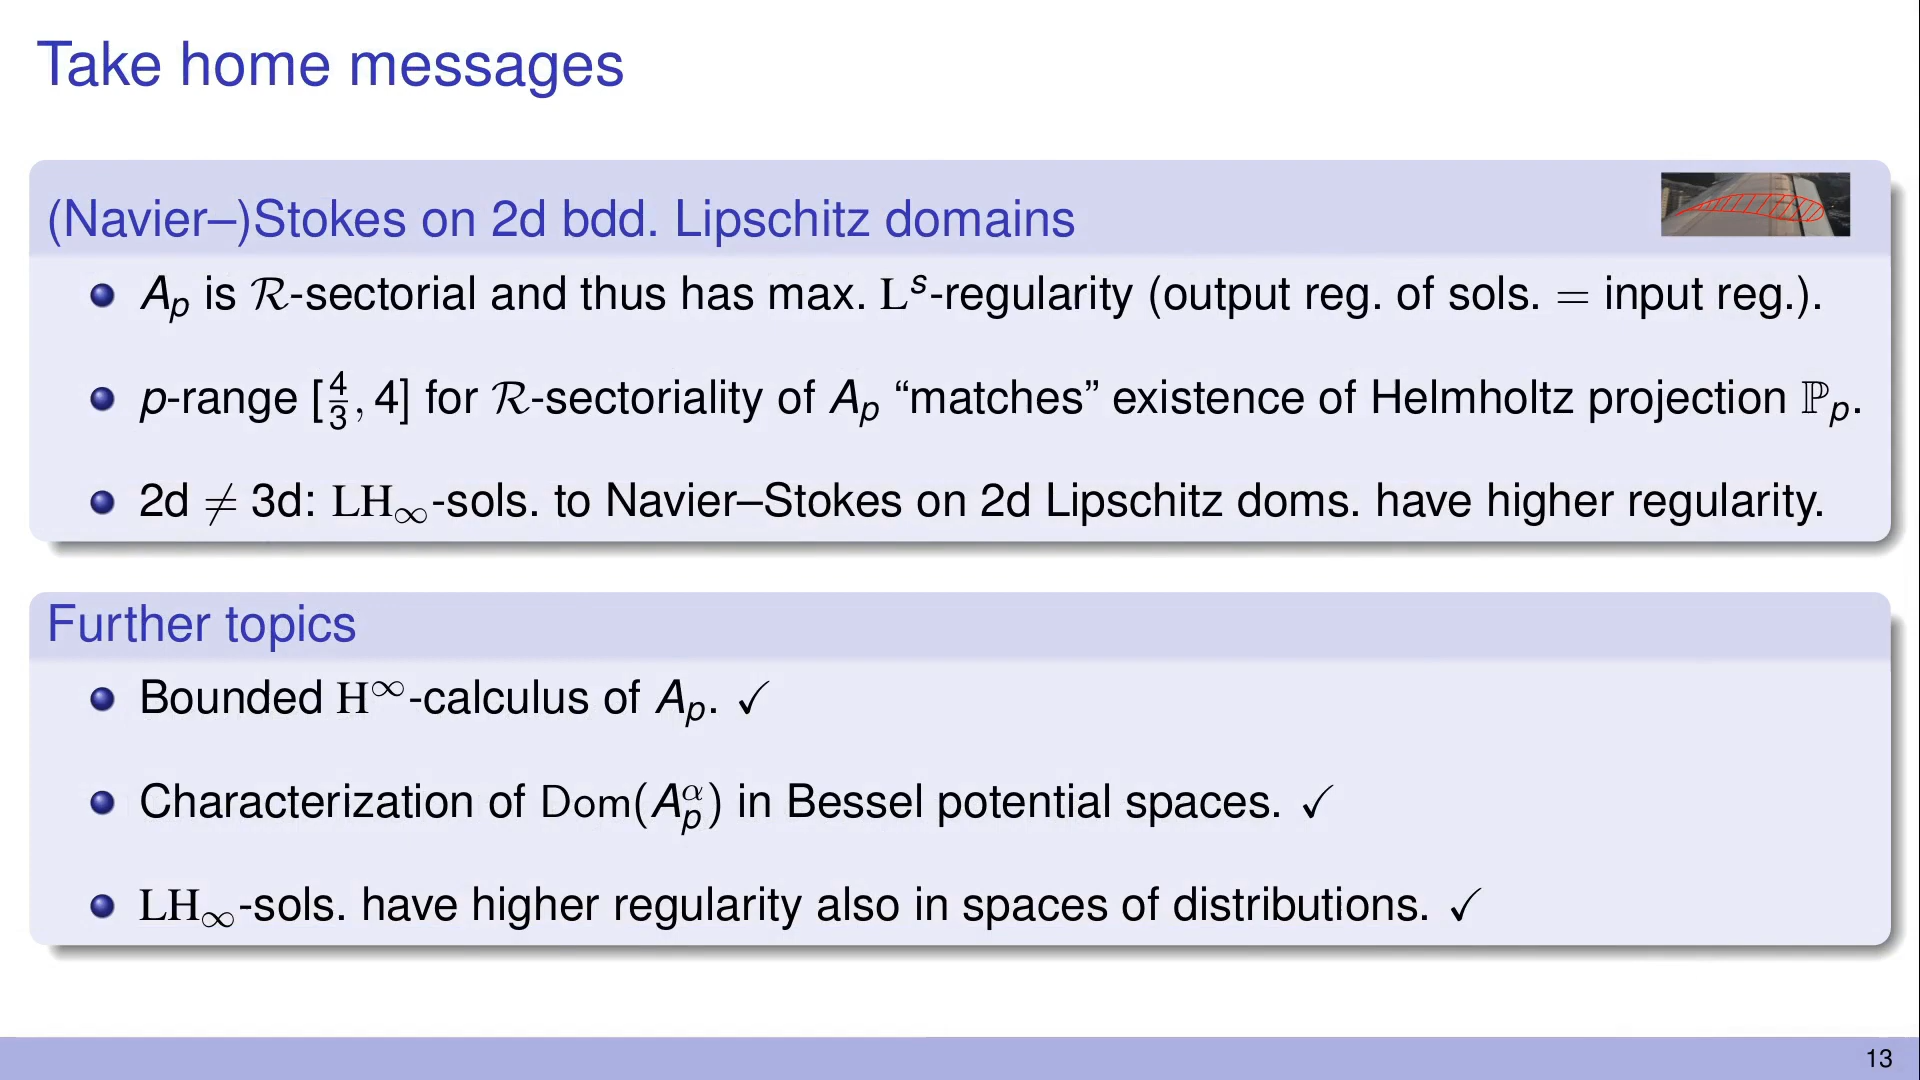 Take home messages
(Navier–)Stokes on 2d bdd. Lipschitz domains
A_p is ℛ-sectorial and thus has max. L^s-regularity (output reg. of sols. = input reg.).
p-range [4/3, 4] for ℛ-sectoriality of A_p “matches” existence of Helmholtz projection ℙ_p.
2d ≠ 3d: LH_∞-sols. to Navier–Stokes on 2d Lipschitz doms. have higher regularity.
Further topics
Bounded H^∞-calculus of A_p. ✓
Characterization of Dom(A_p^α) in Bessel potential spaces. ✓
LH_∞-sols. have higher regularity also in spaces of distributions. ✓
13